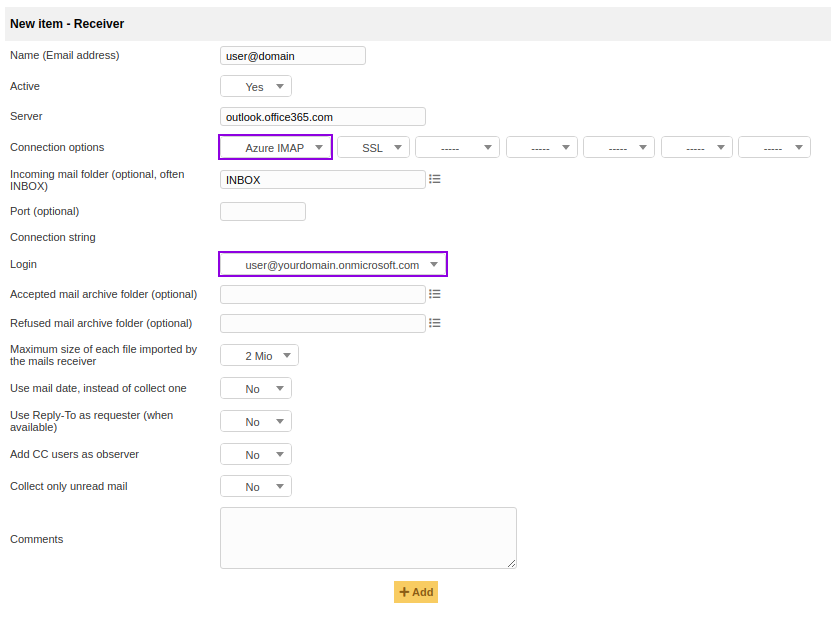 New item - Receiver
Name (Email address) user@domain
Active Yes
Server outlook.office365.com
Connection options Azure IMAP SSL ----- ----- ----- ----- -----
Incoming mail folder (optional, often
INBOX) INBOX
Port (optional)
Connection string
Login user@yourdomain.onmicrosoft.com
Accepted mail archive folder (optional)
Refused mail archive folder (optional)
Maximum size of each file imported by
the mails receiver 2 Mio
Use mail date, instead of collect one No
Use Reply-To as requester (when
available) No
Add CC users as observer No
Collect only unread mail No
Comments
+ Add